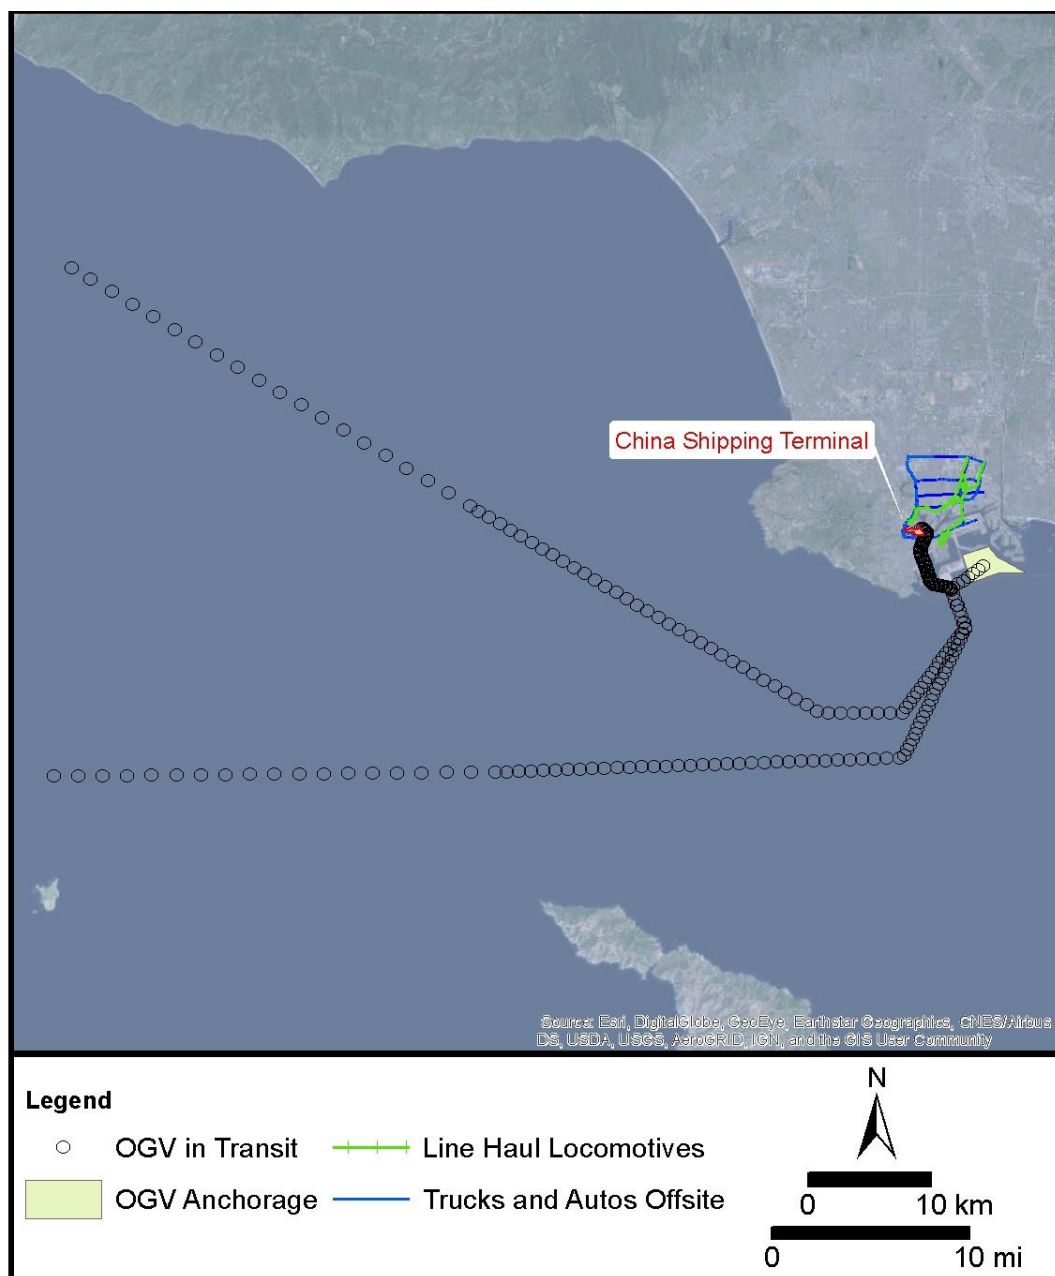 China Shipping Terminal
Source: Esri, DigitalGlobe, GeoEye, Earthstar Geographics, CNES/Airbus
DS, USDA, USGS, AeroGRID, IGN, and the GIS User Community
Legend
OGV in Transit
Line Haul Locomotives
OGV Anchorage
Trucks and Autos Offsite
N
0 10 km
0 10 mi